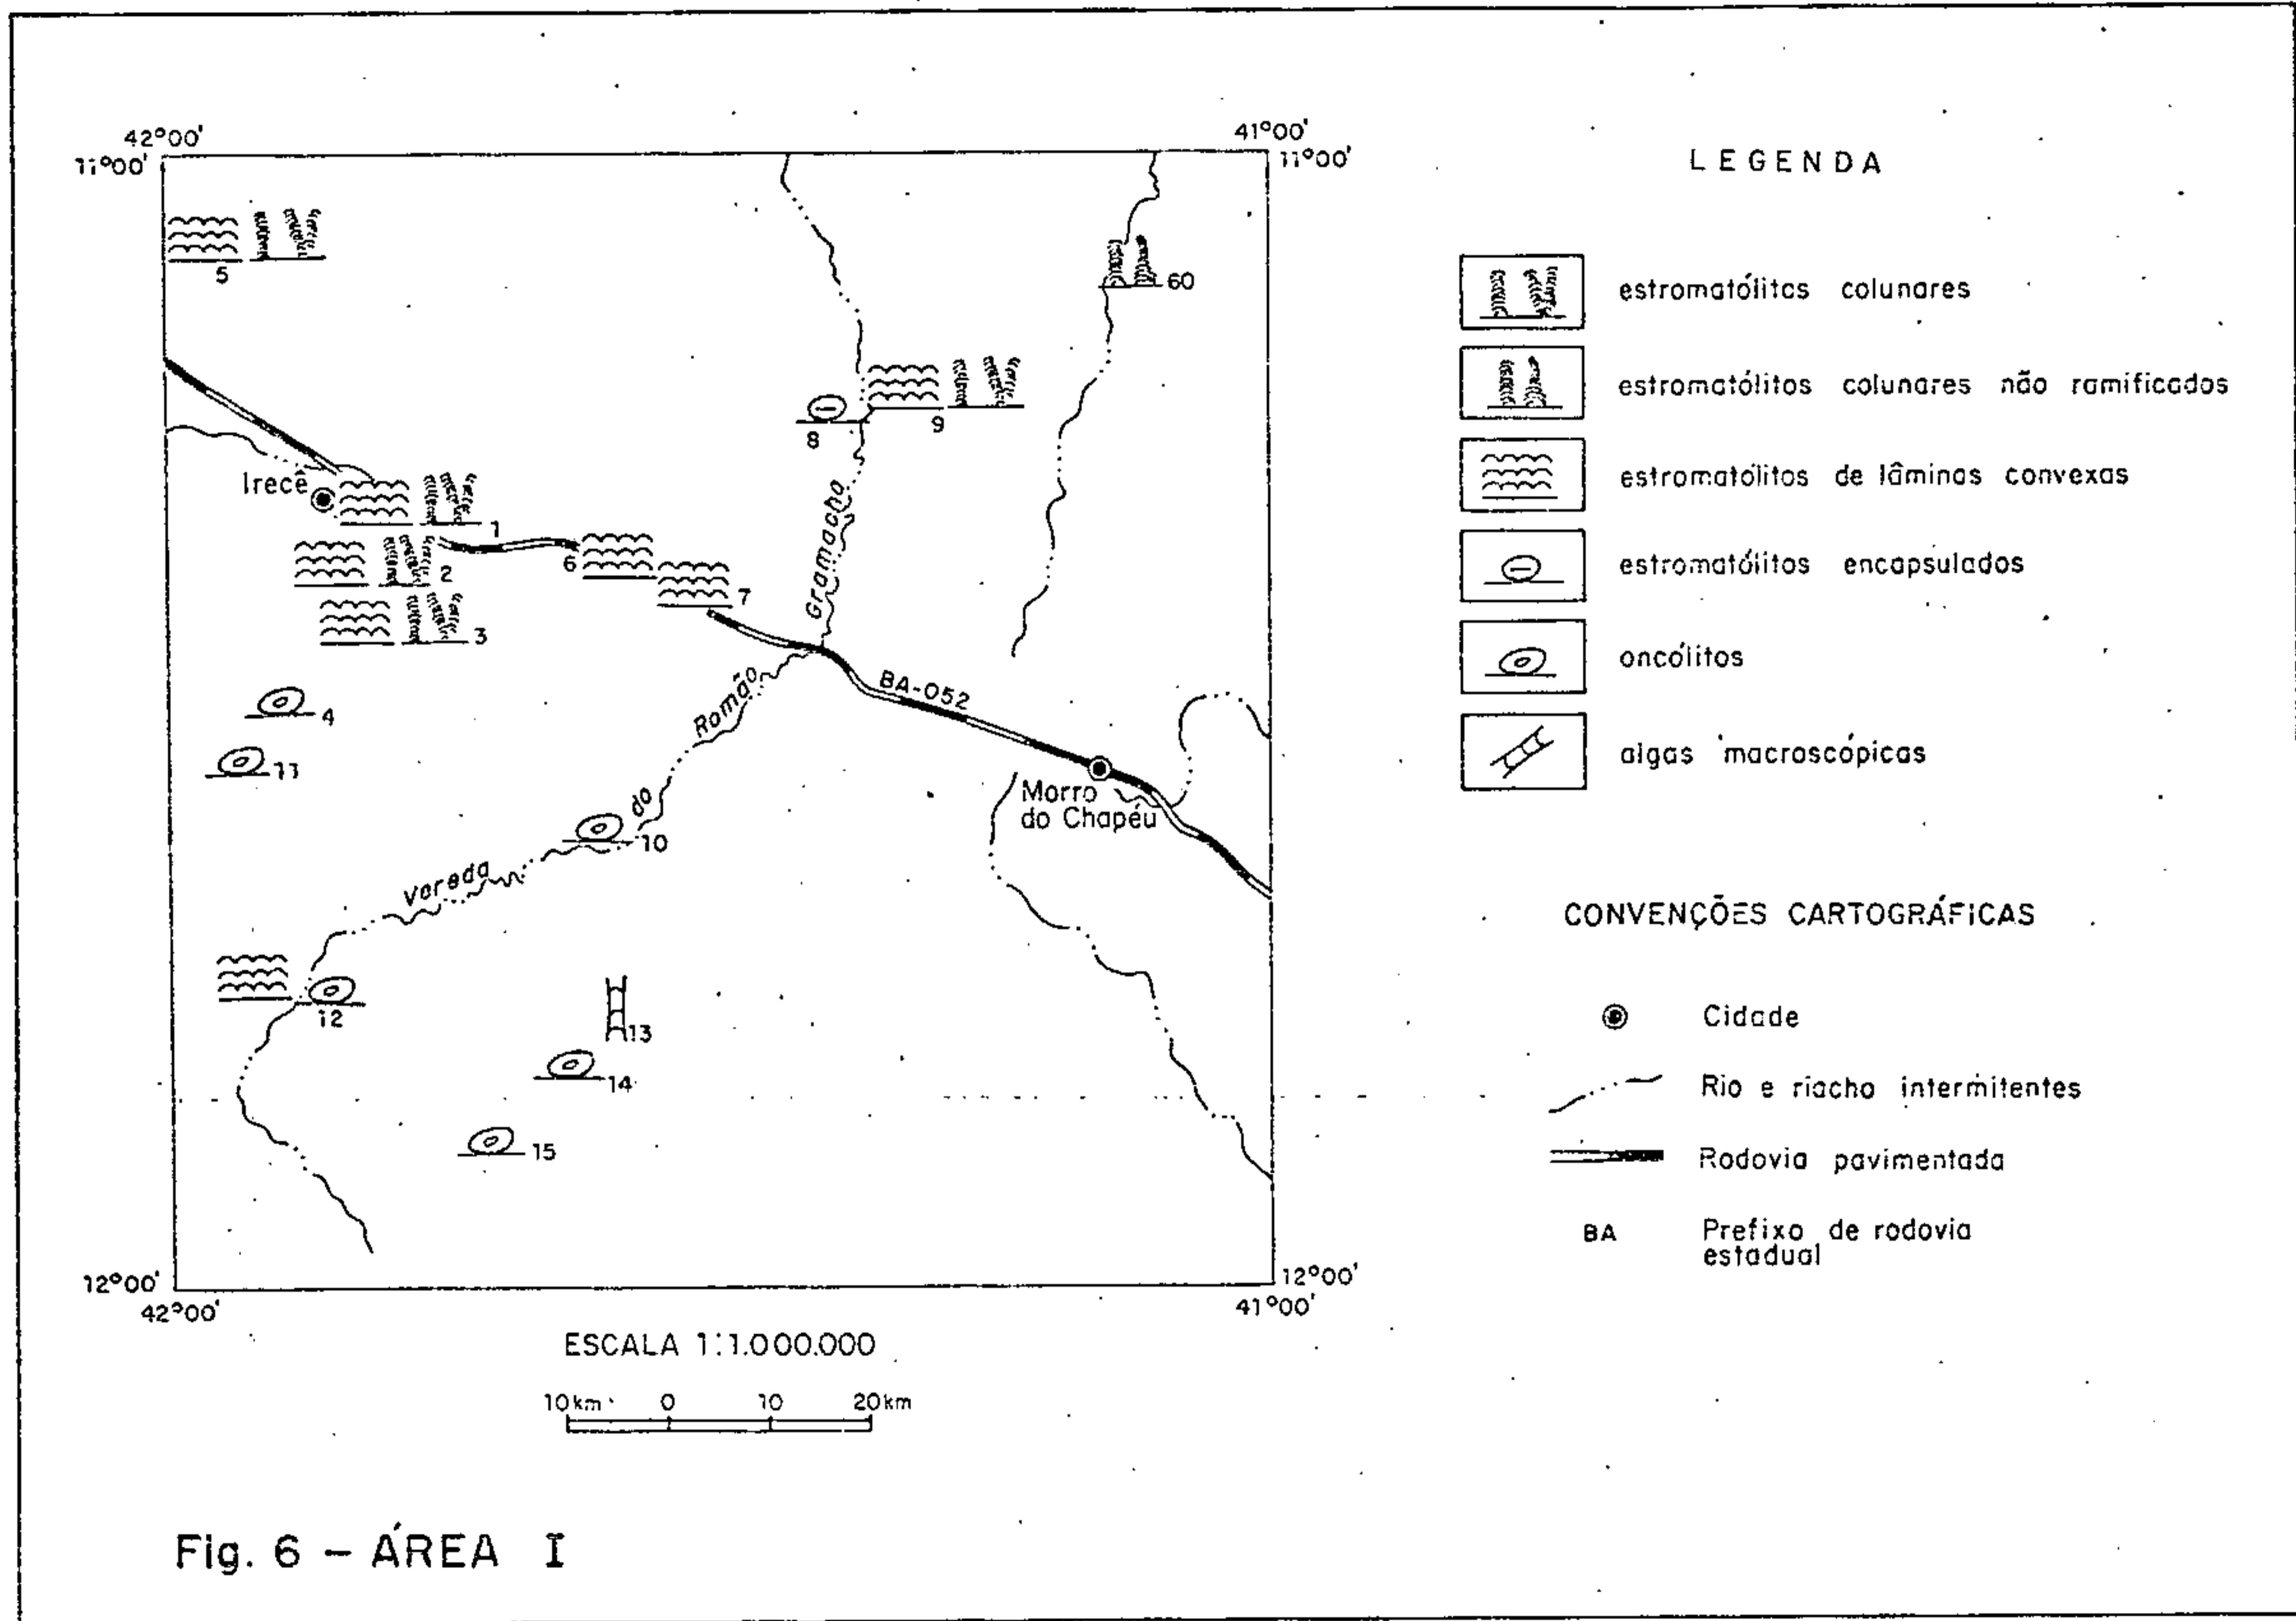 42°00'
41°00'
11°00'
11°00'
LEGENDA
5
60
estromatólitos colunares
estromatólitos colunares não ramificados
9
8
Irecê
1
estromatólitos de lâminas convexas
Gramacho
6
2
7
3
estromatólitos encapsulados
oncólitos
BA-052
Romão
4
11
algas macroscópicas
Morro
do Chapéu
do
10
vereda
CONVENÇÕES CARTOGRÁFICAS
12
13
Cidade
14
Rio e riacho intermitentes
15
Rodovia pavimentada
BA Prefixo de rodovia
estadual
12°00'
12°00'
42°00'
41°00'
ESCALA 1:1.000.000
10km 0 10 20km
Fig. 6 – ÁREA I